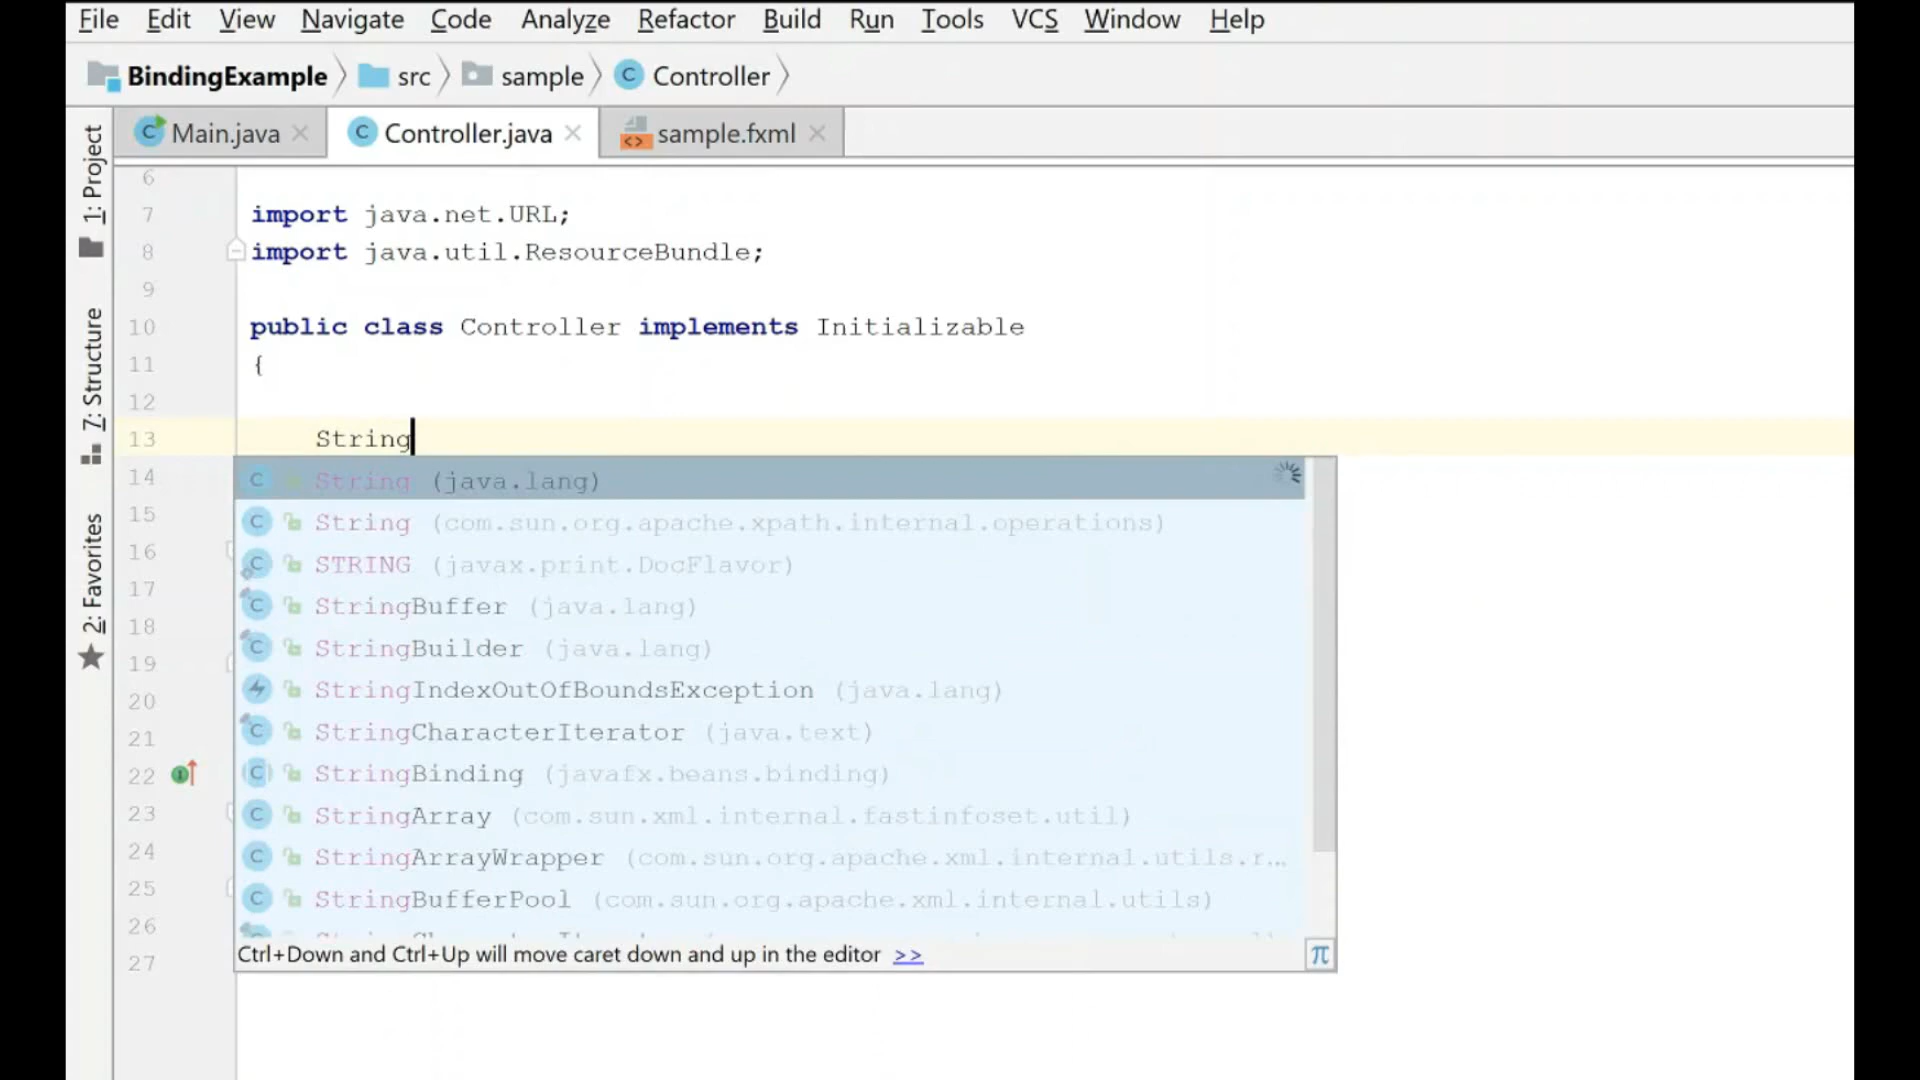 File Edit View Navigate Code Analyze Refactor Build Run Tools VCS Window Help
BindingExample src sample C Controller
C Main.java C Controller.java <> sample.fxml
1: Project
7: Structure
2: Favorites
6
7 import java.net.URL;
8 import java.util.ResourceBundle;
9
10 public class Controller implements Initializable
11 {
12
13 String
14 C String (java.lang)
15 C String (com.sun.org.apache.xpath.internal.operations)
16 C STRING (javax.print.DocFlavor)
17 C StringBuffer (java.lang)
18 C StringBuilder (java.lang)
19 StringIndexOutOfBoundsException (java.lang)
20
21 C StringCharacterIterator (java.text)
22 C StringBinding (javafx.beans.binding)
23 C StringArray (com.sun.xml.internal.fastinfoset.util)
24 C StringArrayWrapper (com.sun.org.apache.xml.internal.utils.r...
25 C StringBufferPool (com.sun.org.apache.xml.internal.utils)
26
27 Ctrl+Down and Ctrl+Up will move caret down and up in the editor >> π